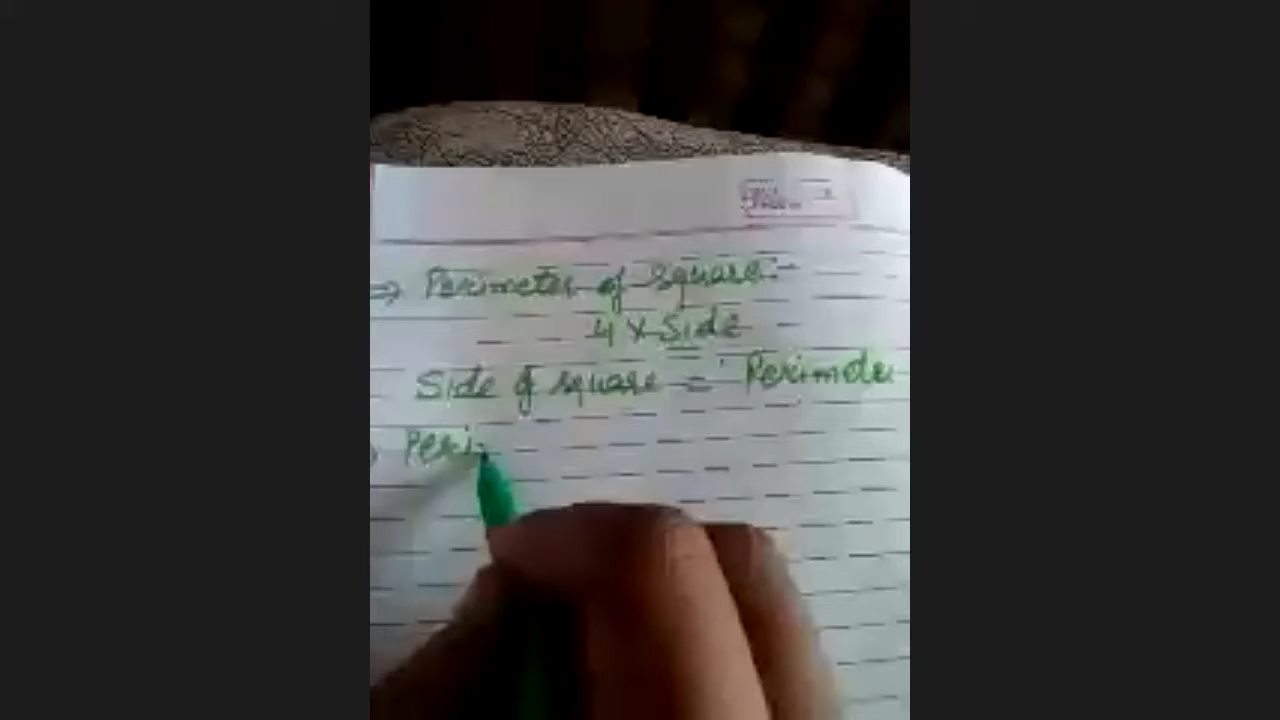 ⇒ Perimeter of square:-
4 × Side
Side of square = Perimeter
Peri